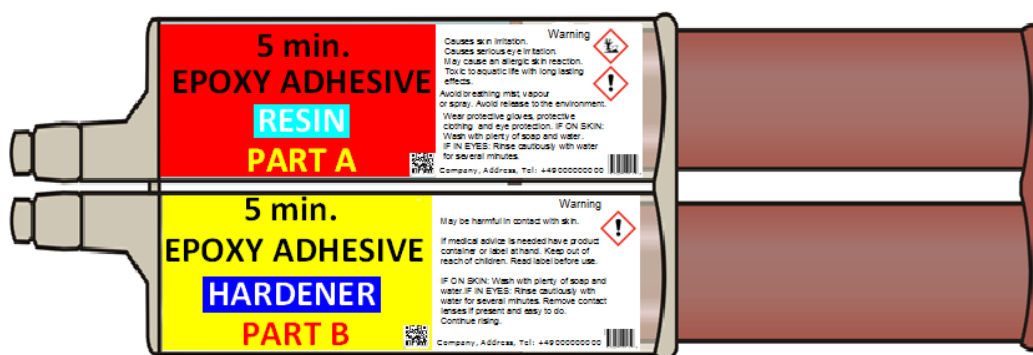 5 min.
EPOXY ADHESIVE
RESIN
PART A
Warning
Causes skin irritation.
Causes serious eye irritation.
May cause an allergic skin reaction.
Toxic to aquatic life with long lasting
effects.
Avoid breathing mist, vapour
or spray. Avoid release to the environment.
Wear protective gloves, protective
clothing and eye protection. IF ON SKIN:
Wash with plenty of soap and water.
IF IN EYES: Rinse cautiously with water
for several minutes.
Company, Address, Tel: +49000000000
5 min.
EPOXY ADHESIVE
HARDENER
PART B
Warning
May be harmful in contact with skin.
If medical advice is needed have product
container or label at hand. Keep out of
reach of children. Read label before use.
IF ON SKIN: Wash with plenty of soap and
water.IF IN EYES: Rinse cautiously with
water for several minutes. Remove contact
lenses if present and easy to do.
Continue rising.
Company, Address, Tel: +49000000000